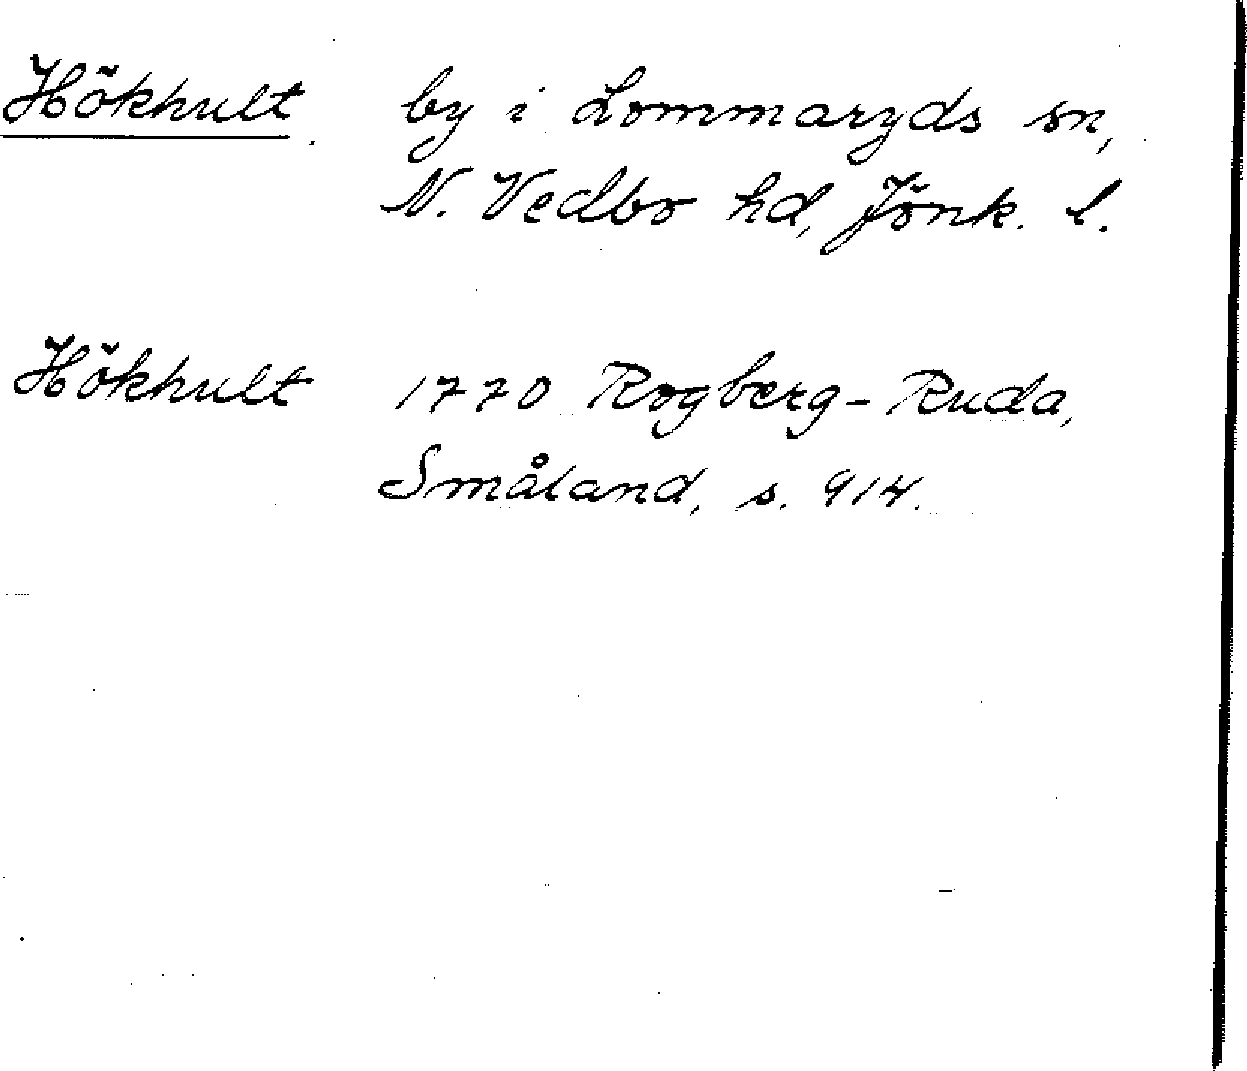 Hökhult by i Lommaryds sn,
N. Vedbo hd, Jönk. l.
Hökhult 1770 Rogberg-Ruda,
Småland, s. 914.